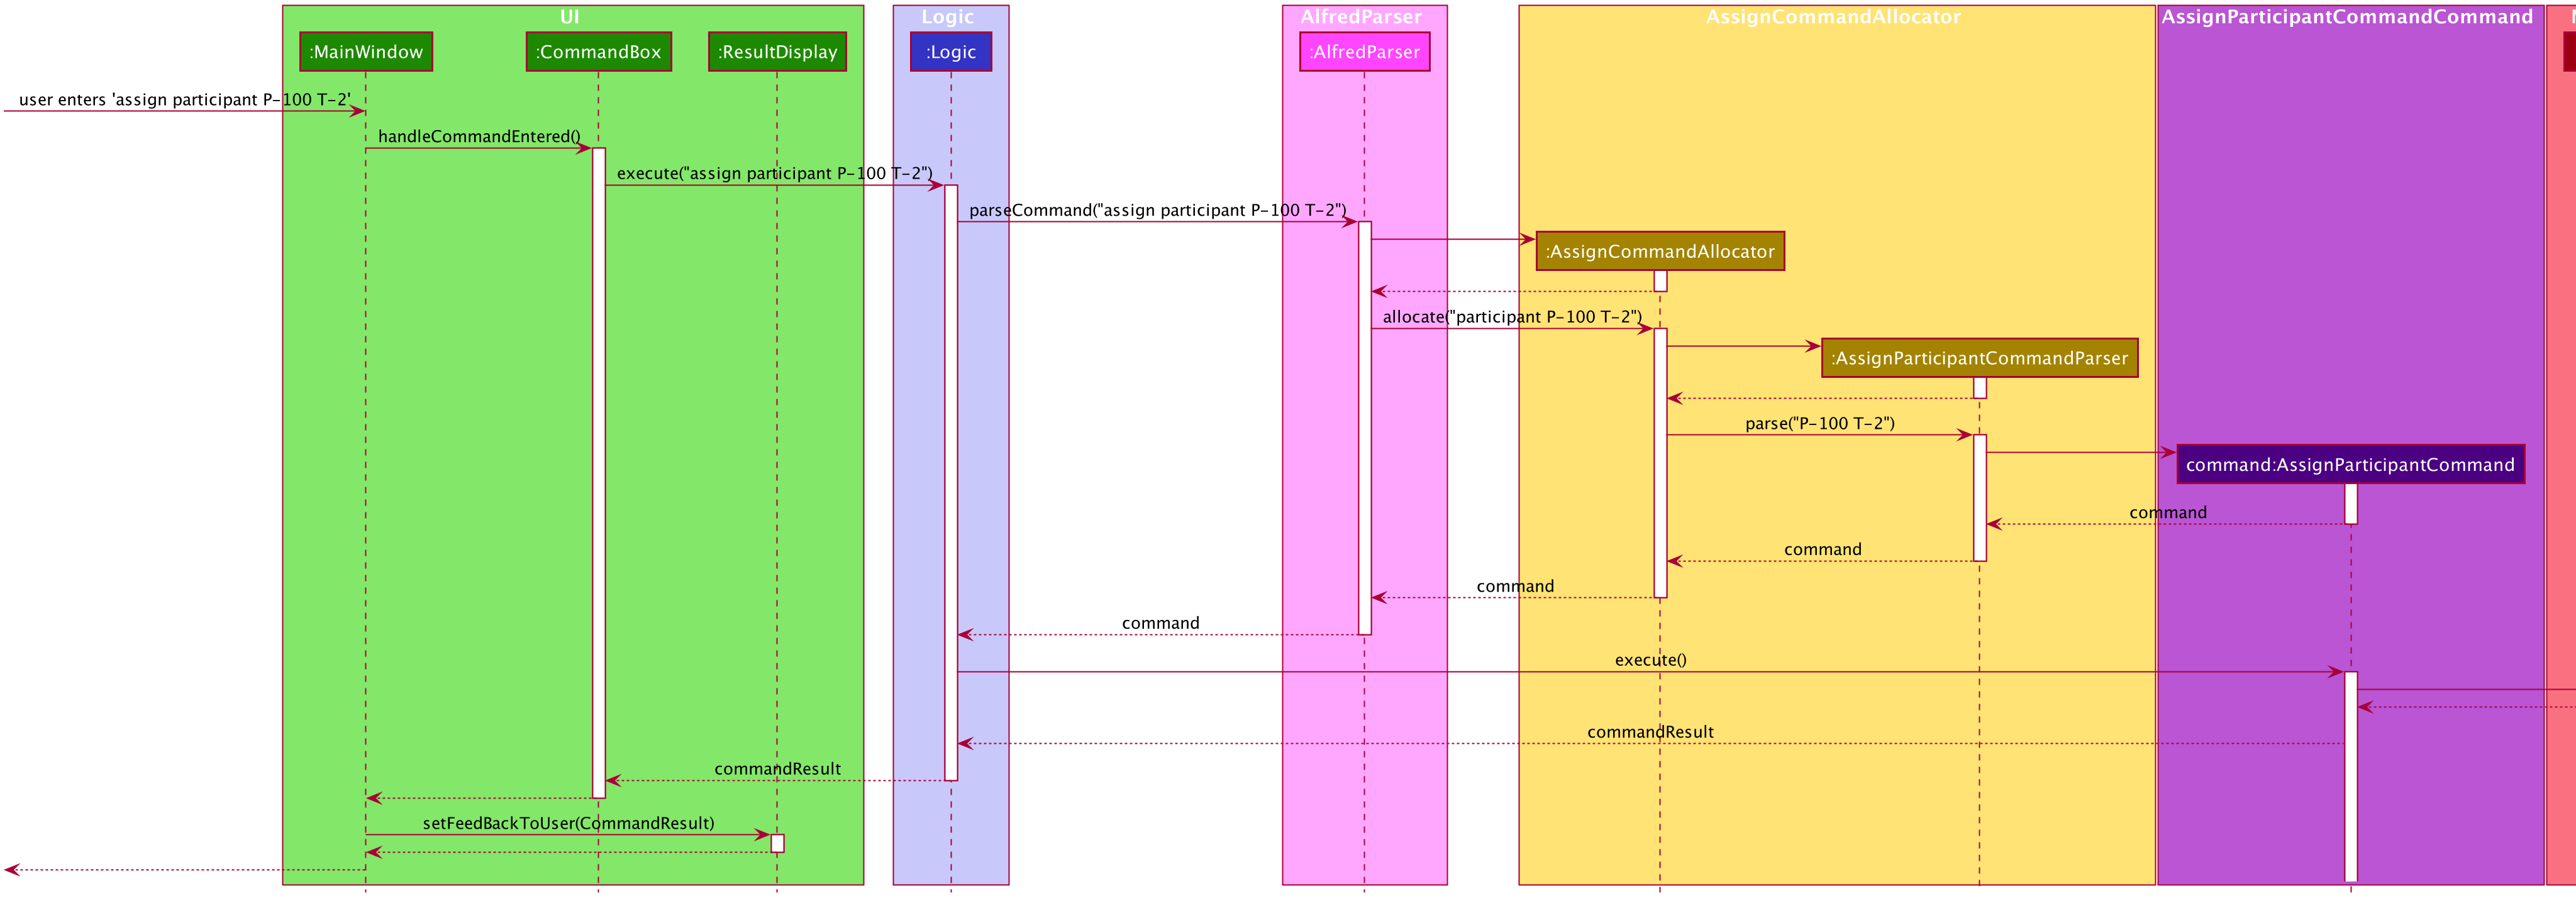 UI
Logic
AlfredParser
AssignCommandAllocator
AssignParticipantCommandCommand
:MainWindow
:CommandBox
:ResultDisplay
:Logic
:AlfredParser
user enters 'assign participant P-100 T-2'
handleCommandEntered()
execute("assign participant P-100 T-2")
parseCommand("assign participant P-100 T-2")
:AssignCommandAllocator
allocate("participant P-100 T-2")
:AssignParticipantCommandParser
parse("P-100 T-2")
command:AssignParticipantCommand
command
command
command
command
execute()
commandResult
commandResult
setFeedBackToUser(CommandResult)